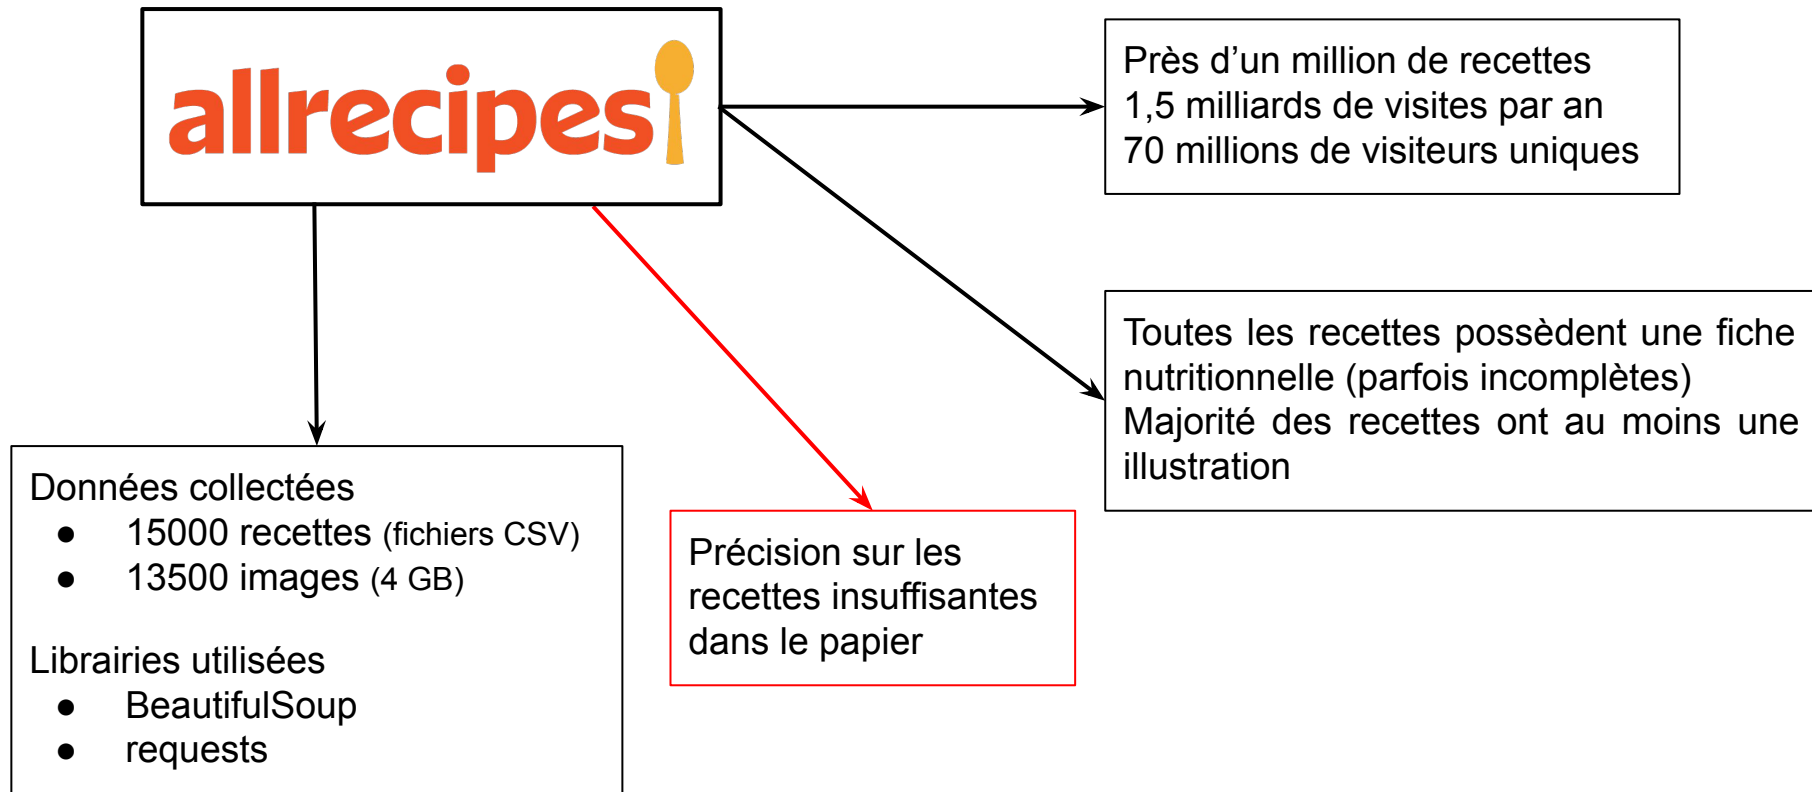 allrecipes
Près d’un million de recettes
1,5 milliards de visites par an
70 millions de visiteurs uniques
Toutes les recettes possèdent une fiche
nutritionnelle (parfois incomplètes)
Majorité des recettes ont au moins une
illustration
Données collectées
● 15000 recettes (fichiers CSV)
● 13500 images (4 GB)
Librairies utilisées
● BeautifulSoup
● requests
Précision sur les
recettes insuffisantes
dans le papier